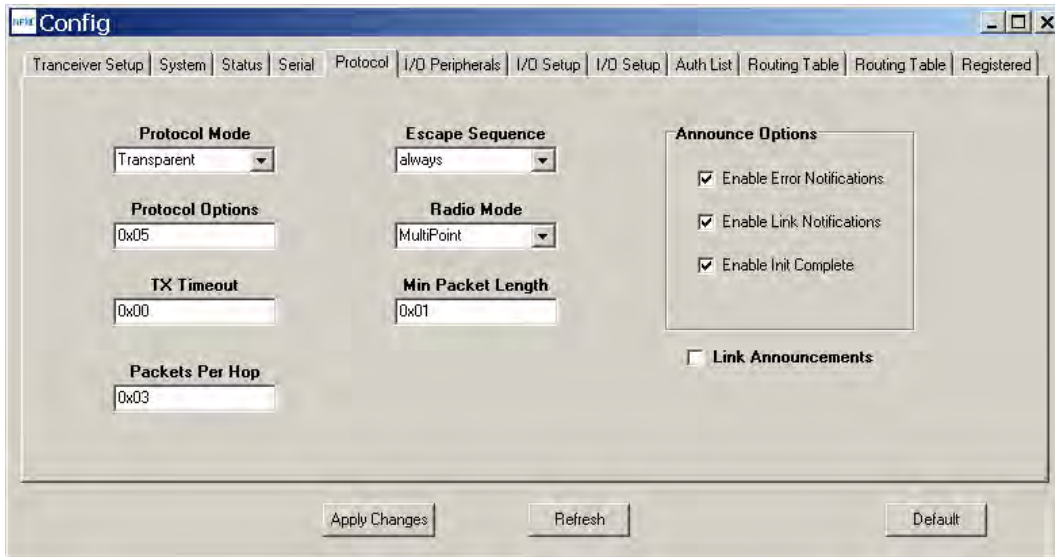 Config
Tranceiver Setup System Status Serial Protocol I/O Peripherals I/O Setup I/O Setup Auth List Routing Table Routing Table Registered
Protocol Mode
Transparent
Protocol Options
0x05
TX Timeout
0x00
Packets Per Hop
0x03
Escape Sequence
always
Radio Mode
MultiPoint
Min Packet Length
0x01
Announce Options
Enable Error Notifications
Enable Link Notifications
Enable Init Complete
Link Announcements
Apply Changes Refresh Default